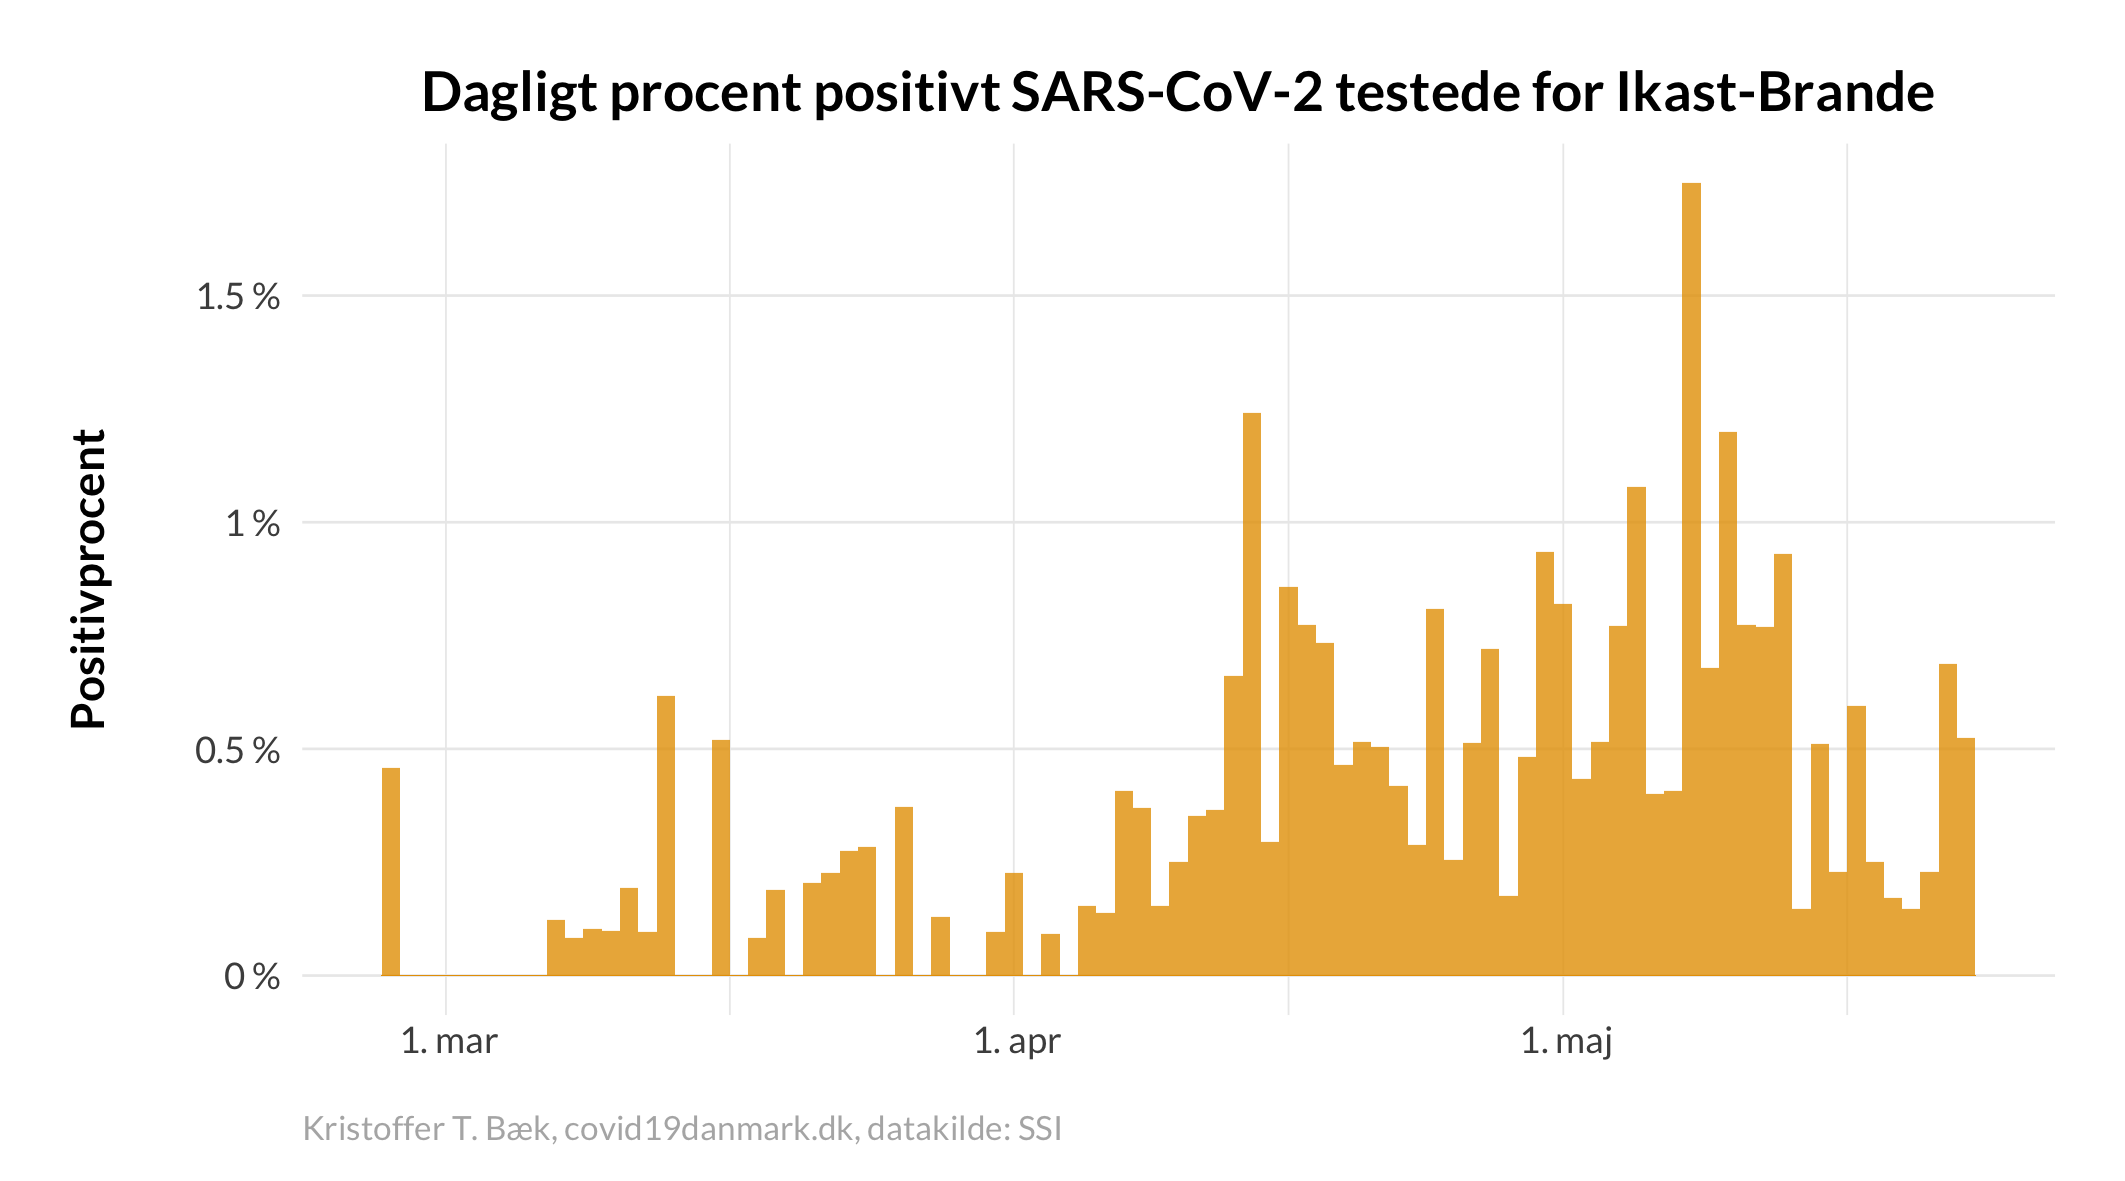 Dagligt procent positivt SARS-CoV-2 testede for Ikast-Brande
Positivprocent
1.5 %
1 %
0.5 %
0 %
1. mar
1. apr
1. maj
Kristoffer T. Bæk, covid19danmark.dk, datakilde: SSI